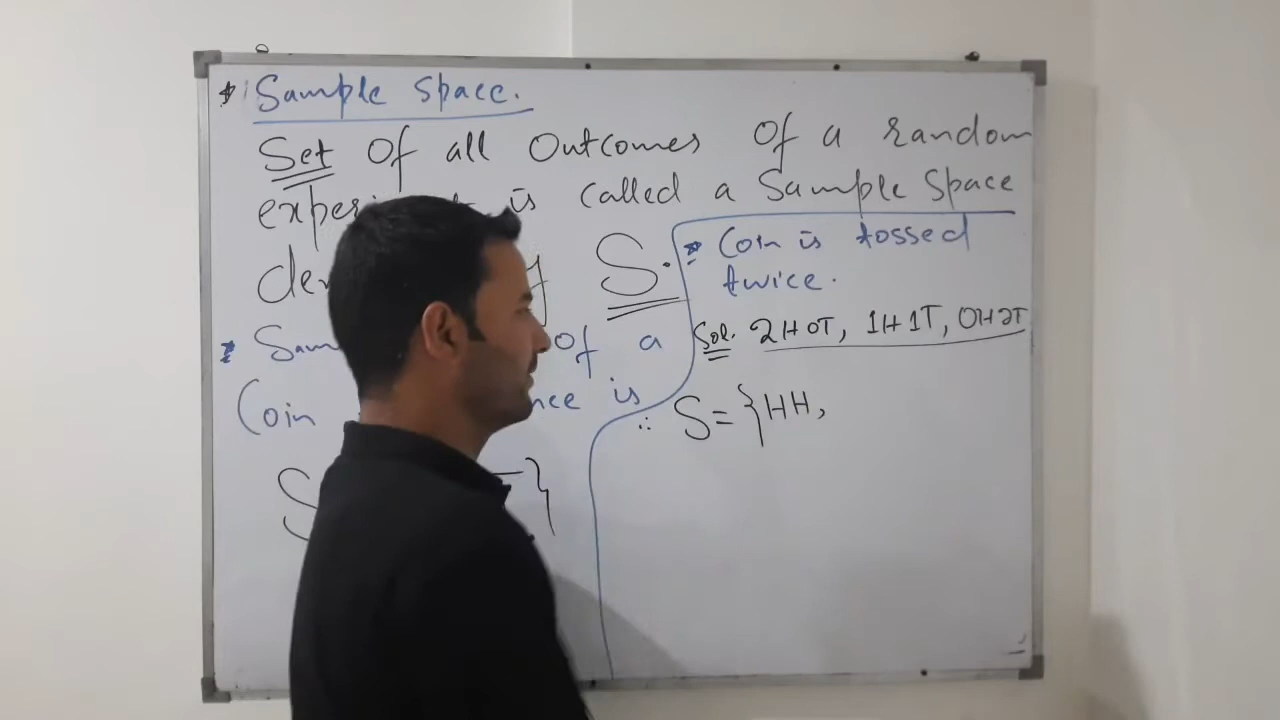 Sample Space.
Set of all Outcomes of a random
is called a Sample Space
S.
of a
Coin is
S }
* Coin is tossed
twice.
Sol. 2H0T, 1H1T, 0H2T
∴ S = {HH,